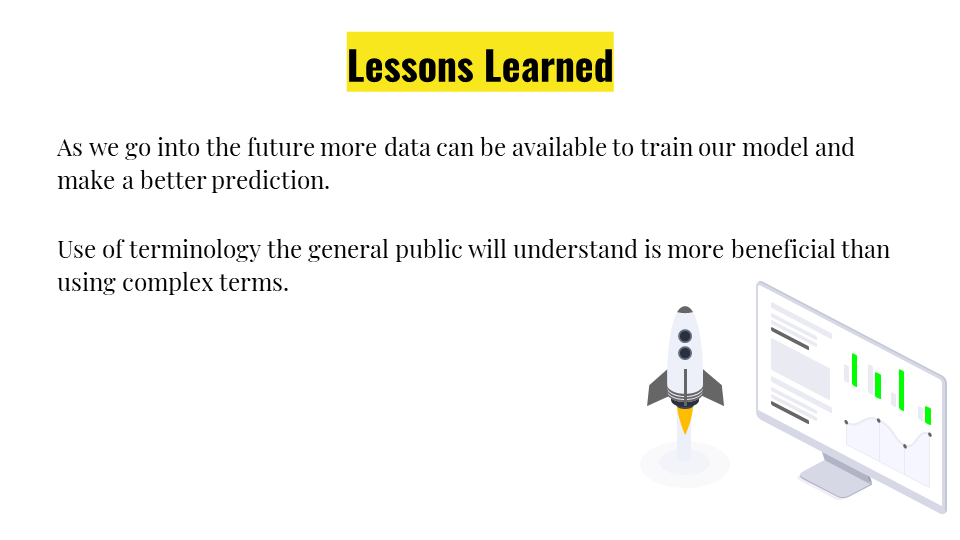 Lessons Learned
As we go into the future more data can be available to train our model and
make a better prediction.
Use of terminology the general public will understand is more beneficial than
using complex terms.